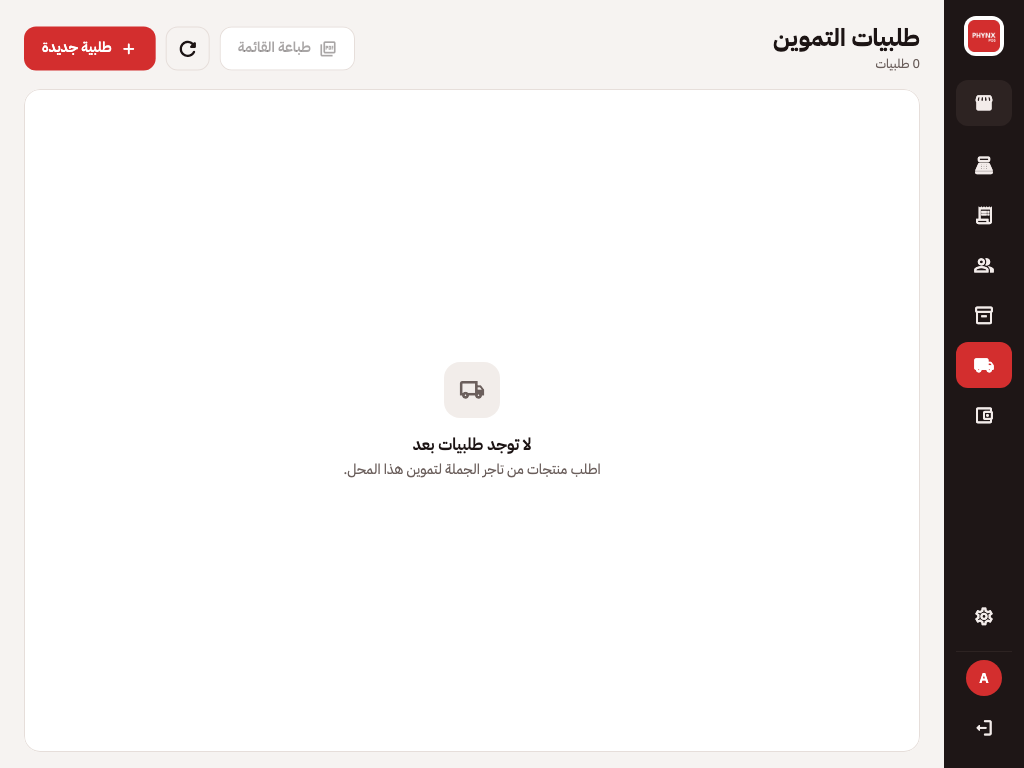 PHYNX
طلبيات التموين
0 طلبيات
طباعة القائمة
طلبية جديدة
لا توجد طلبيات بعد
اطلب منتجات من تاجر الجملة لتموين هذا المحل.
A